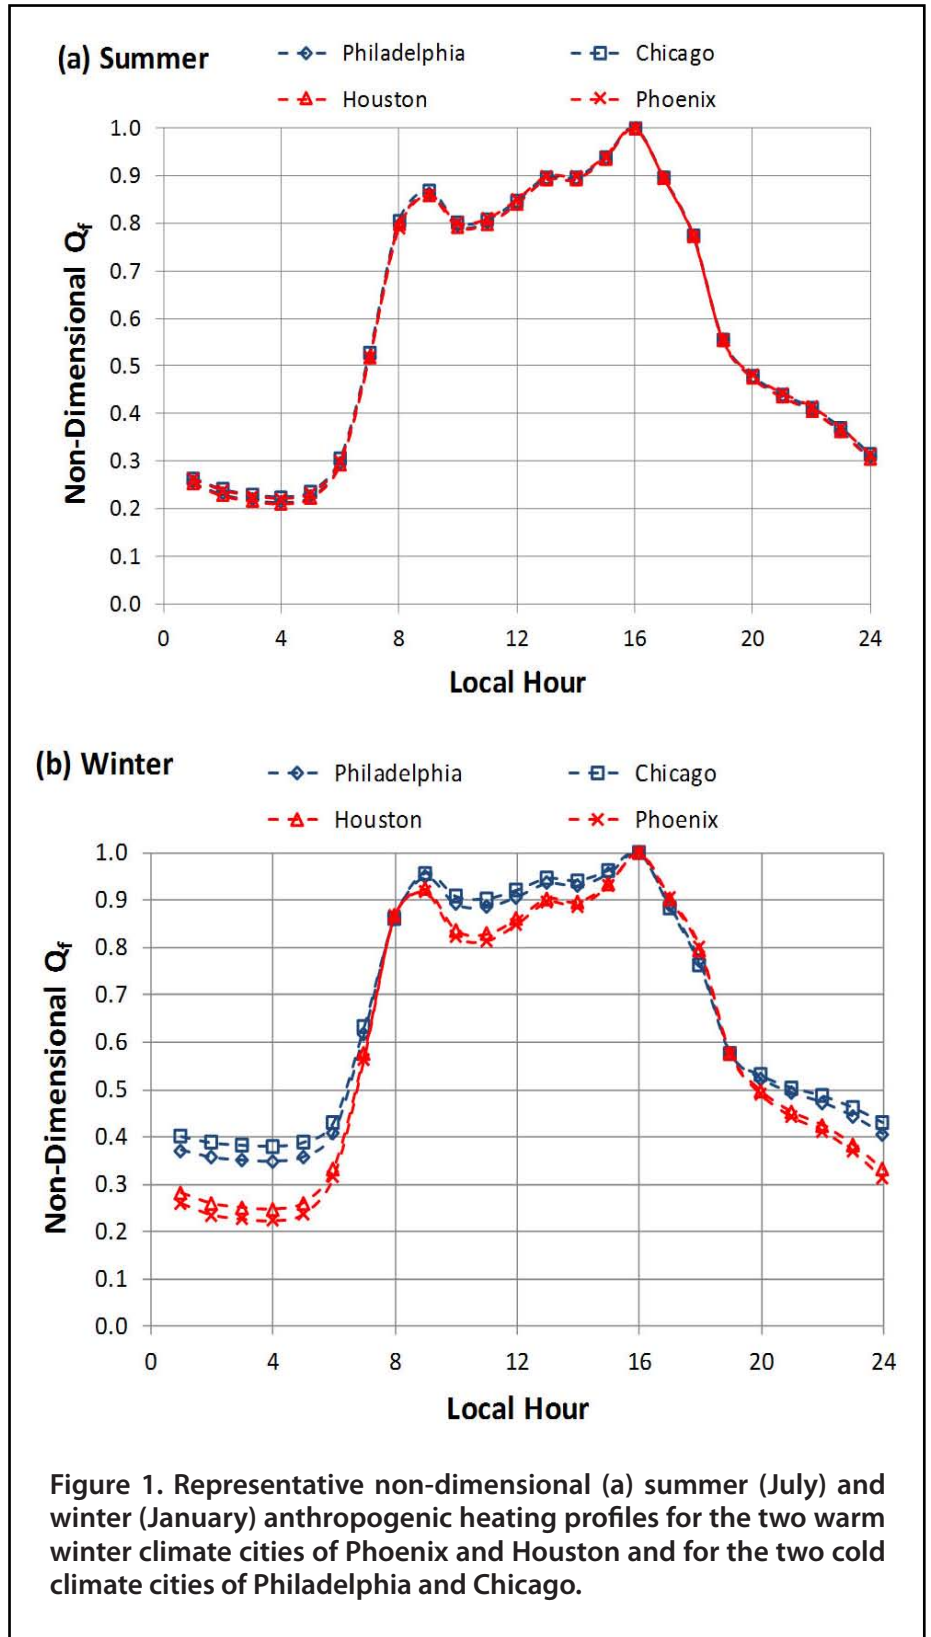 (a) Summer
Philadelphia
Chicago
Houston
Phoenix
1.0
0.9
0.8
0.7
0.6
0.5
0.4
0.3
0.2
0.1
0.0
Non-Dimensional Qf
0 4 8 12 16 20 24
Local Hour
(b) Winter
Philadelphia
Chicago
Houston
Phoenix
1.0
0.9
0.8
0.7
0.6
0.5
0.4
0.3
0.2
0.1
0.0
Non-Dimensional Qf
0 4 8 12 16 20 24
Local Hour
Figure 1. Representative non-dimensional (a) summer (July) and
winter (January) anthropogenic heating profiles for the two warm
winter climate cities of Phoenix and Houston and for the two cold
climate cities of Philadelphia and Chicago.